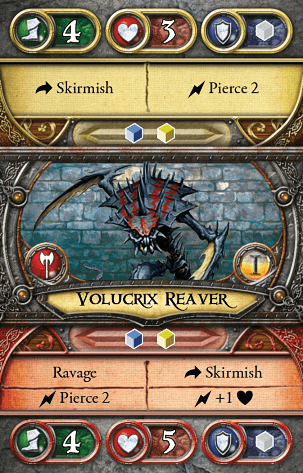 4 3
Skirmish Pierce 2
VOLUCRIX REAVER
I
Ravage Skirmish
Pierce 2 +1
4 5